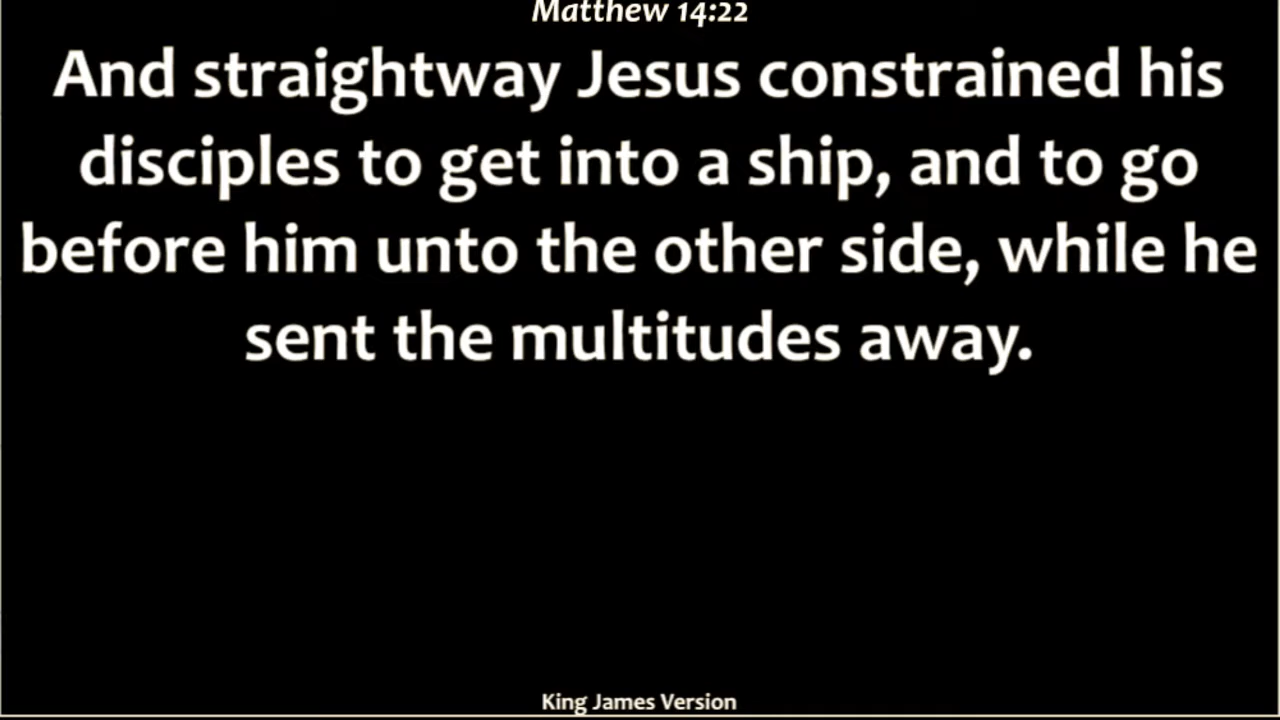 Matthew 14:22
And straightway Jesus constrained his
disciples to get into a ship, and to go
before him unto the other side, while he
sent the multitudes away.
King James Version